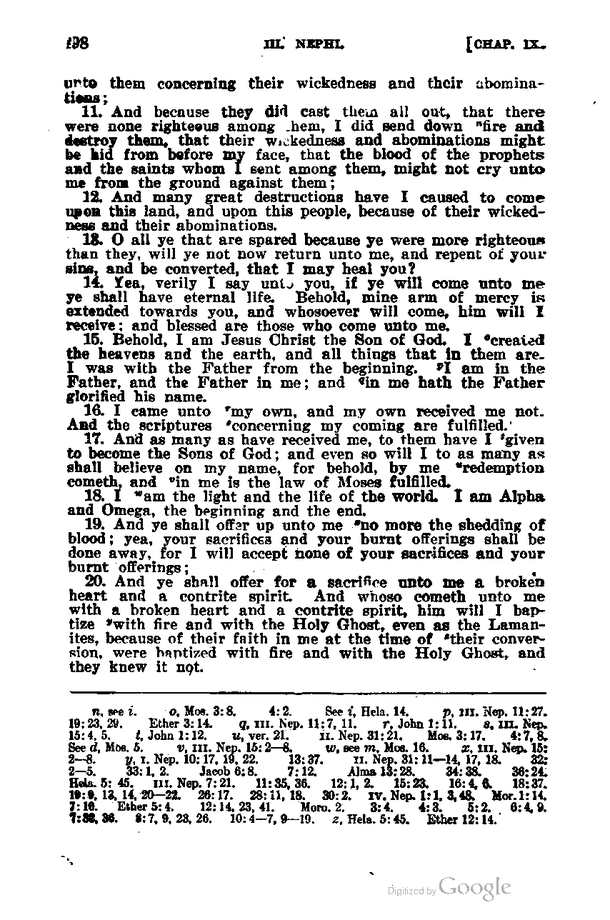 498 III. NEPHI. [CHAP. IX.
unto them concerning their wickedness and their abomina-
tions;
11. And because they did cast them all out, that there
were none righteous among them, I did send down ⁿfire and
destroy them, that their wickedness and abominations might
be hid from before my face, that the blood of the prophets
and the saints whom I sent among them, might not cry unto
me from the ground against them;
12. And many great destructions have I caused to come
upon this land, and upon this people, because of their wicked-
ness and their abominations.
13. O all ye that are spared because ye were more righteous
than they, will ye not now return unto me, and repent of your
sins, and be converted, that I may heal you?
14. Yea, verily I say unto you, if ye will come unto me
ye shall have eternal life. Behold, mine arm of mercy is
extended towards you, and whosoever will come, him will I
receive; and blessed are those who come unto me.
15. Behold, I am Jesus Christ the Son of God. I ᵒcreated
the heavens and the earth, and all things that in them are.
I was with the Father from the beginning. ᵖI am in the
Father, and the Father in me; and qin me hath the Father
glorified his name.
16. I came unto ʳmy own, and my own received me not.
And the scriptures ˢconcerning my coming are fulfilled.
17. And as many as have received me, to them have I ᵗgiven
to become the Sons of God; and even so will I to as many as
shall believe on my name, for behold, by me ᵘredemption
cometh, and ᵛin me is the law of Moses fulfilled.
18. I ʷam the light and the life of the world. I am Alpha
and Omega, the beginning and the end.
19. And ye shall offer up unto me ˣno more the shedding of
blood; yea, your sacrifices and your burnt offerings shall be
done away, for I will accept none of your sacrifices and your
burnt offerings;
20. And ye shall offer for a sacrifice unto me a broken
heart and a contrite spirit. And whoso cometh unto me
with a broken heart and a contrite spirit, him will I bap-
tize ʸwith fire and with the Holy Ghost, even as the Laman-
ites, because of their faith in me at the time of ᶻtheir conver-
sion, were baptized with fire and with the Holy Ghost, and
they knew it not.
n, see i. o, Mos. 3:8. 4:2. See i, Hela. 14. p, III. Nep. 11:27.
19:23, 29. Ether 3:14. q, III. Nep. 11:7, 11. r, John 1:11. s, III. Nep.
15:4, 5. t, John 1:12. u, ver. 21. II. Nep. 31:21. Mos. 3:17. 4:7, 8.
See d, Mos. 5. v, III. Nep. 15:2—8. w, see m, Mos. 16. x, III. Nep. 15:
2—8. y, I. Nep. 10:17, 19, 22. 13:37. II. Nep. 31:11—14, 17, 18. 32:
2—5. 33:1, 2. Jacob 6:8. 7:12. Alma 13:28. 34:38. 36:24.
Hela. 5:45. III. Nep. 7:21. 11:35, 36. 12:1, 2. 15:23. 16:4, 6. 18:37.
19:9, 13, 14, 20—22. 26:17. 28:11, 18. 30:2. IV. Nep. 1:1, 3, 48. Mor. 1:14.
7:10. Ether 5:4. 12:14, 23, 41. Moro. 2. 3:4. 4:3. 5:2. 6:4, 9.
7:32, 36. 8:7, 9, 23, 26. 10:4—7, 9—19. z, Hela. 5:45. Ether 12:14.
Digitized by Google